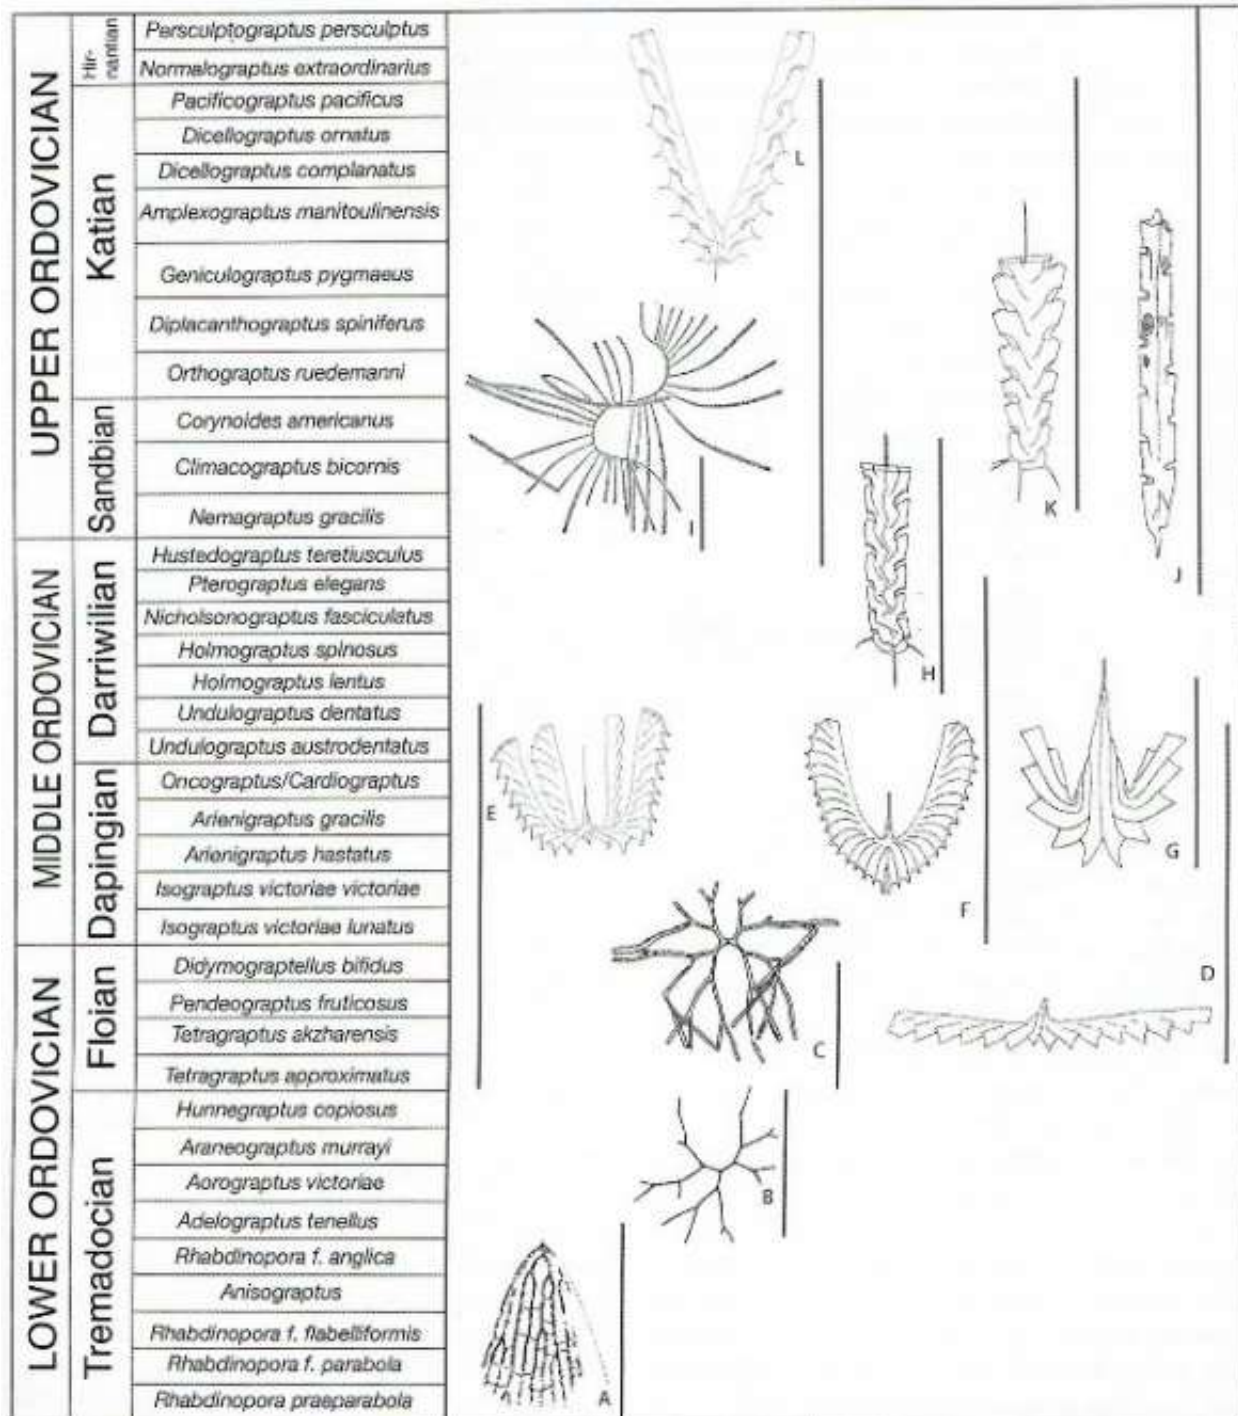 UPPER ORDOVICIAN
Hir-
nantian
Persculptograptus persculptus
Normalograptus extraordinarius
Katian
Pacificograptus pacificus
Dicellograptus ornatus
Dicellograptus complanatus
Amplexograptus manitoulinensis
Geniculograptus pygmaeus
Diplacanthograptus spiniferus
Orthograptus ruedemanni
Sandbian
Corynoides americanus
Climacograptus bicornis
Nemagraptus gracilis
MIDDLE ORDOVICIAN
Darriwilian
Hustedograptus teretiusculus
Pterograptus elegans
Nicholsonograptus fasciculatus
Holmograptus spinosus
Holmograptus lentus
Undulograptus dentatus
Undulograptus austrodentatus
Dapingian
Oncograptus/Cardiograptus
Arienigraptus gracilis
Arienigraptus hastatus
Isograptus victoriae victoriae
Isograptus victoriae lunatus
LOWER ORDOVICIAN
Floian
Didymograptellus bifidus
Pendeograptus fruticosus
Tetragraptus akzharensis
Tetragraptus approximatus
Tremadocian
Hunnegraptus copiosus
Araneograptus murrayi
Aorograptus victoriae
Adelograptus tenellus
Rhabdinopora f. anglica
Anisograptus
Rhabdinopora f. flabelliformis
Rhabdinopora f. parabola
Rhabdinopora praeparabola
L
I
K
J
H
E
F
G
D
C
B
A